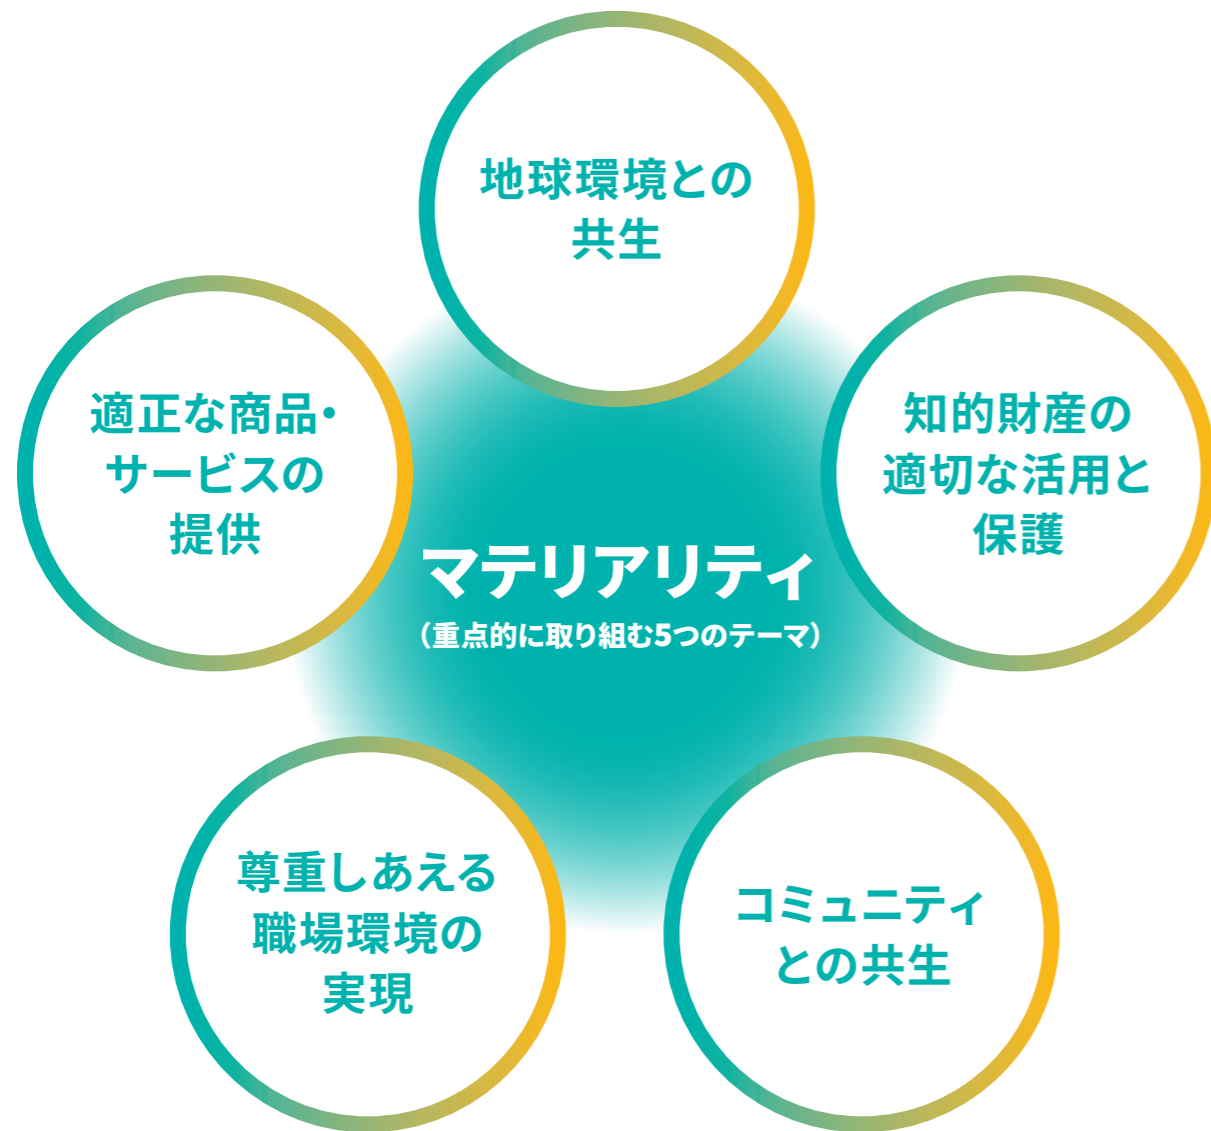 地球環境との
共生
適正な商品・
サービスの
提供
知的財産の
適切な活用と
保護
マテリアリティ
（重点的に取り組む5つのテーマ）
尊重しあえる
職場環境の
実現
コミュニティ
との共生